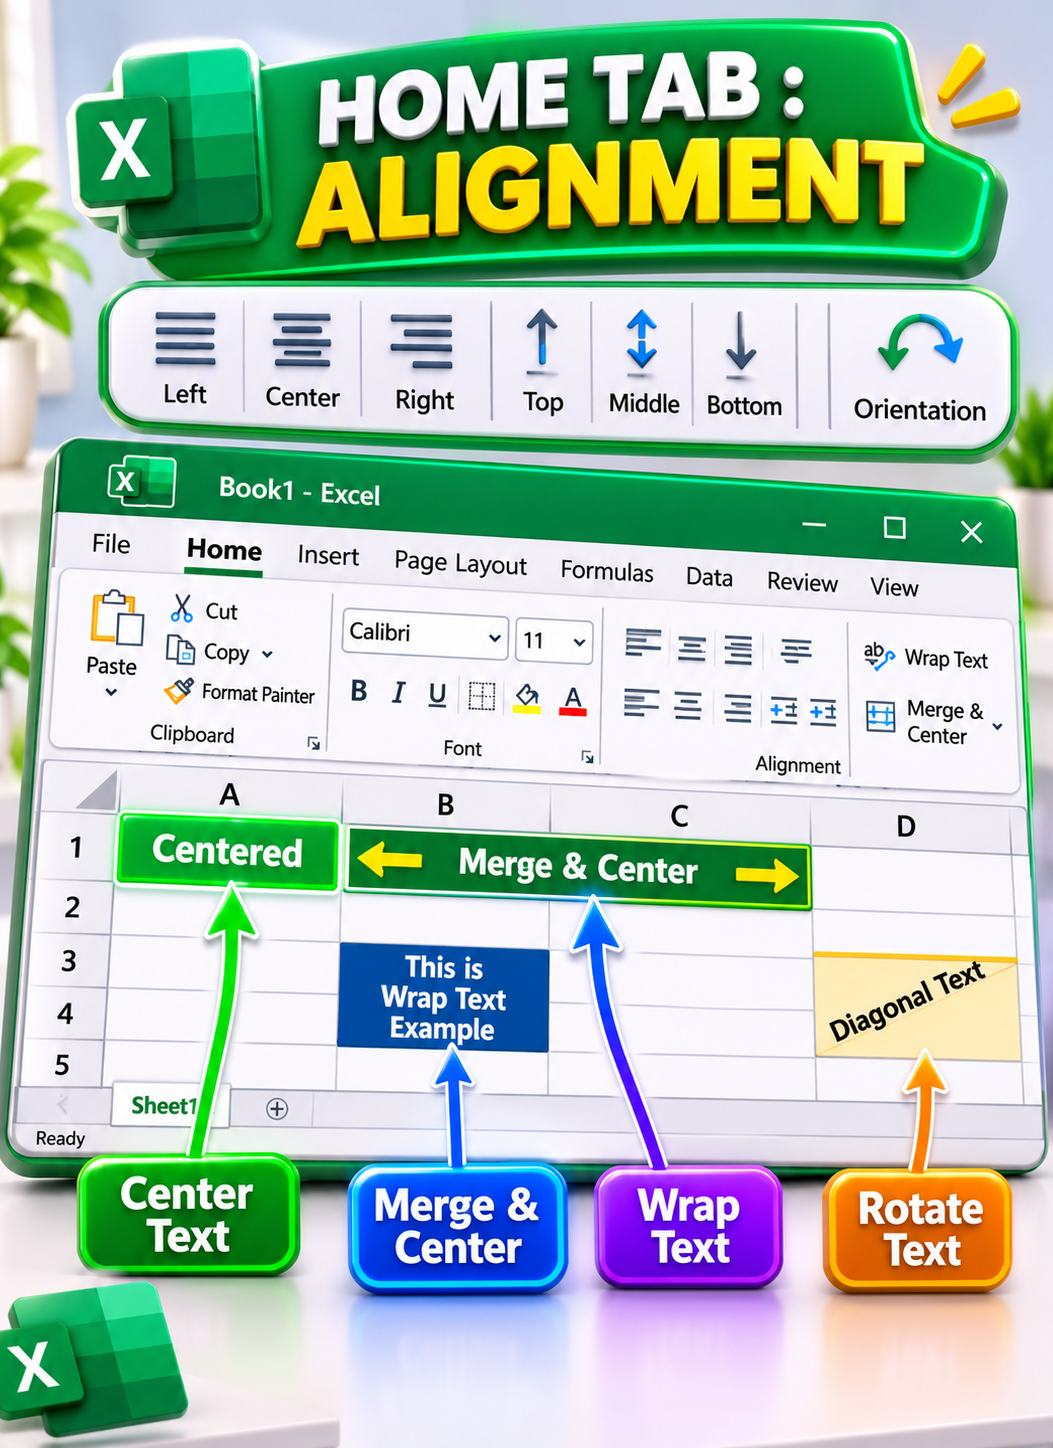 HOME TAB :
ALIGNMENT
Left
Center
Right
Top
Middle
Bottom
Orientation
X
X Book1 - Excel
File Home Insert Page Layout Formulas Data Review View
Paste
Cut
Copy
Format Painter
Clipboard
Calibri
11
B I U A
Font
Alignment
ab Wrap Text
Merge &
Center
A B C D
1
Centered
Merge & Center
2
3
4
5
This is
Wrap Text
Example
Diagonal Text
Sheet1
Ready
Center
Text
Merge &
Center
Wrap
Text
Rotate
Text
X